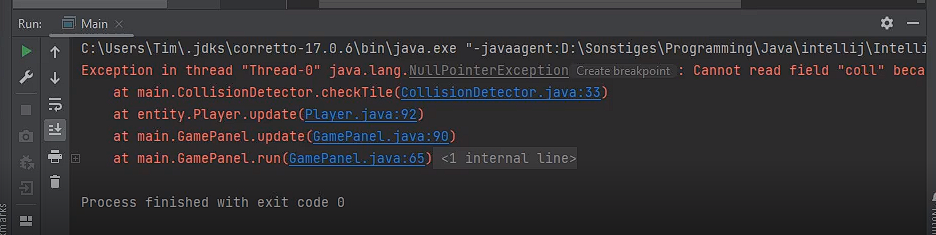 Run: Main
C:\Users\Tim\.jdks\corretto-17.0.6\bin\java.exe "-javaagent:D:\Sonstiges\Programming\Java\intellij\Intelli
Exception in thread "Thread-0" java.lang.NullPointerException Create breakpoint : Cannot read field "coll" beca
at main.CollisionDetector.checkTile(CollisionDetector.java:33)
at entity.Player.update(Player.java:92)
at main.GamePanel.update(GamePanel.java:90)
at main.GamePanel.run(GamePanel.java:65) <1 internal line>
Process finished with exit code 0